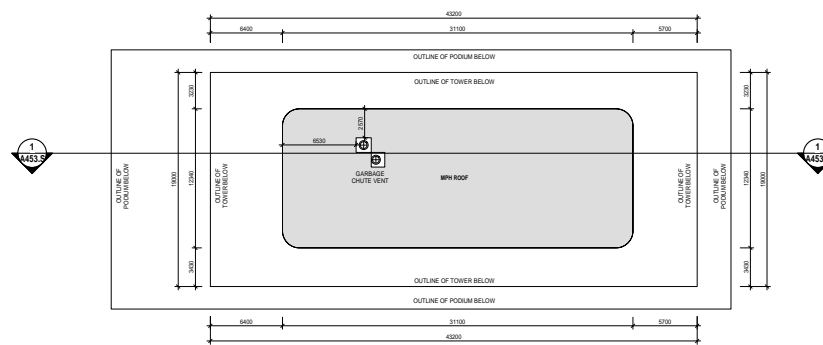 43200
6400
31100
5700
OUTLINE OF PODIUM BELOW
OUTLINE OF TOWER BELOW
3230
3230
2570
6530
1
A453.S
1
A453
19000
12340
OUTLINE OF
PODIUM BELOW
OUTLINE OF
TOWER BELOW
GARBAGE
CHUTE VENT
MPH ROOF
OUTLINE OF
TOWER BELOW
OUTLINE OF
PODIUM BELOW
12340
19000
3430
3430
OUTLINE OF TOWER BELOW
OUTLINE OF PODIUM BELOW
6400
31100
5700
43200